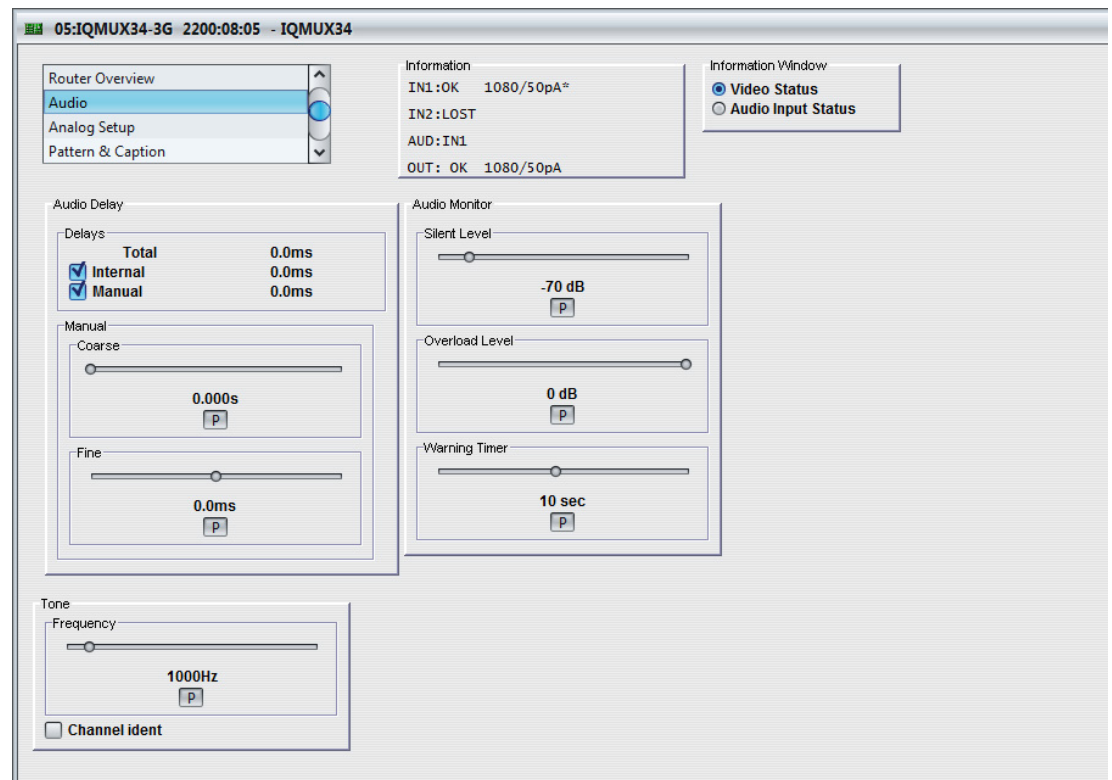 05:IQMUX34-3G 2200:08:05 - IQMUX34
Router Overview
Audio
Analog Setup
Pattern & Caption
Information
IN1:OK 1080/50pA*
IN2:LOST
AUD:IN1
OUT: OK 1080/50pA
Information Window
Video Status
Audio Input Status
Audio Delay
Delays
Total 0.0ms
Internal 0.0ms
Manual 0.0ms
Manual
Coarse
0.000s
P
Fine
0.0ms
P
Audio Monitor
Silent Level
-70 dB
P
Overload Level
0 dB
P
Warning Timer
10 sec
P
Tone
Frequency
1000Hz
P
Channel ident